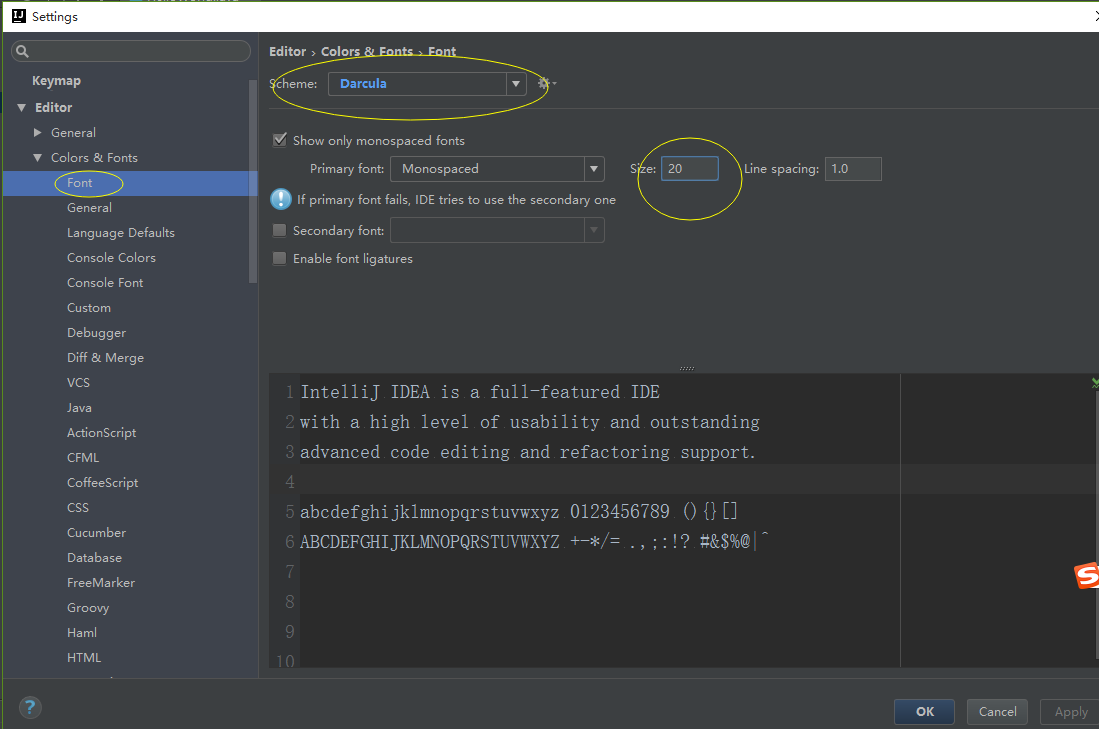 Settings
Keymap
Editor
General
Colors & Fonts
Font
General
Language Defaults
Console Colors
Console Font
Custom
Debugger
Diff & Merge
VCS
Java
ActionScript
CFML
CoffeeScript
CSS
Cucumber
Database
FreeMarker
Groovy
Haml
HTML
Editor › Colors & Fonts › Font
Scheme: Darcula
Show only monospaced fonts
Primary font: Monospaced Size: 20 Line spacing: 1.0
If primary font fails, IDE tries to use the secondary one
Secondary font:
Enable font ligatures
1 IntelliJ IDEA is a full-featured IDE
2 with a high level of usability and outstanding
3 advanced code editing and refactoring support.
4
5 abcdefghijklmnopqrstuvwxyz 0123456789 (){}[]
6 ABCDEFGHIJKLMNOPQRSTUVWXYZ +-*/= .,;:!? #&$%@|^
7
8
9
10
? OK Cancel Apply